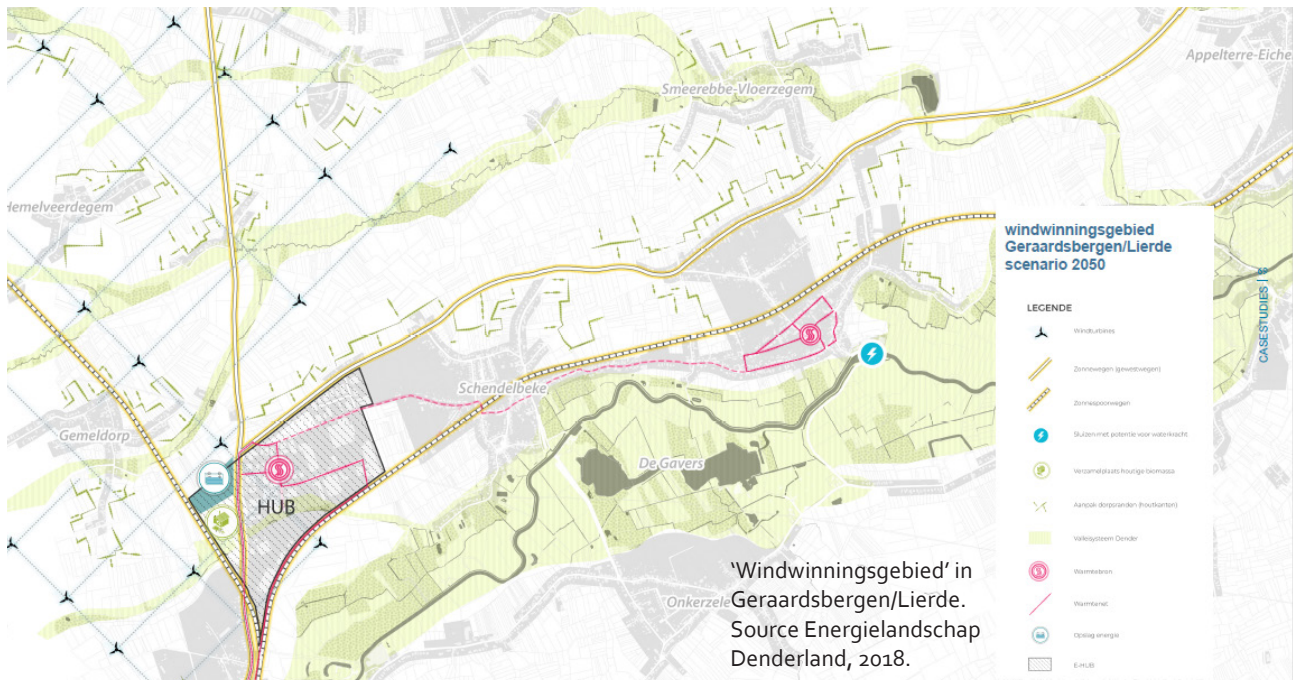 Appelterre-Eiche
Smeerebbe-Vloerzegem
Hemelveerdegem
Schendelbeke
Gemeldorp
HUB
De Gavers
Onkerzele
'Windwinningsgebied' in
Geraardsbergen/Lierde.
Source Energielandschap
Denderland, 2018.
windwinningsgebied
Geraardsbergen/Lierde
scenario 2050
LEGENDE
Windturbines
Zonnewegen (gewestwegen)
Zonnespoorwegen
Sluizen met potentie voor waterkracht
Verzamelplaats houtige biomassa
Aanpak dorpsranden (houtkanten)
Valleisysteem Dender
Warmtebron
Warmtenet
Opslag energie
E-HUB
CASESTUDIES | 69